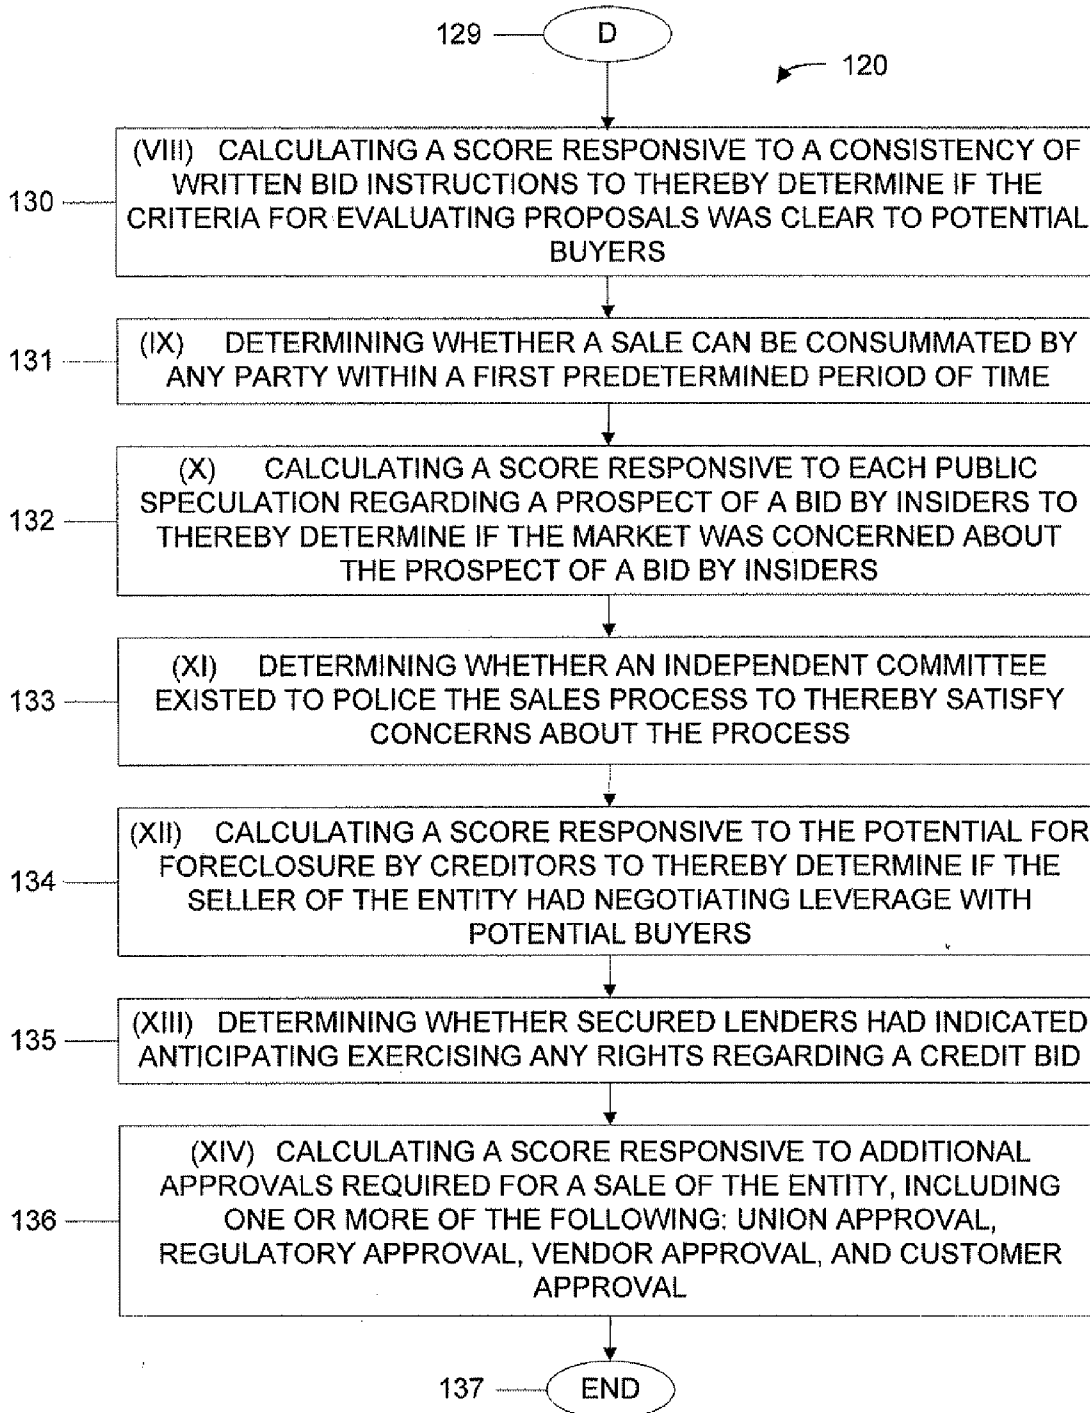 129 D
120
(VIII) CALCULATING A SCORE RESPONSIVE TO A CONSISTENCY OF
WRITTEN BID INSTRUCTIONS TO THEREBY DETERMINE IF THE
130
CRITERIA FOR EVALUATING PROPOSALS WAS CLEAR TO POTENTIAL
BUYERS
(IX) DETERMINING WHETHER A SALE CAN BE CONSUMMATED BY
131
ANY PARTY WITHIN A FIRST PREDETERMINED PERIOD OF TIME
(X) CALCULATING A SCORE RESPONSIVE TO EACH PUBLIC
SPECULATION REGARDING A PROSPECT OF A BID BY INSIDERS TO
132
THEREBY DETERMINE IF THE MARKET WAS CONCERNED ABOUT
THE PROSPECT OF A BID BY INSIDERS
(XI) DETERMINING WHETHER AN INDEPENDENT COMMITTEE
133
EXISTED TO POLICE THE SALES PROCESS TO THEREBY SATISFY
CONCERNS ABOUT THE PROCESS
(XII) CALCULATING A SCORE RESPONSIVE TO THE POTENTIAL FOR
FORECLOSURE BY CREDITORS TO THEREBY DETERMINE IF THE
134
SELLER OF THE ENTITY HAD NEGOTIATING LEVERAGE WITH
POTENTIAL BUYERS
(XIII) DETERMINING WHETHER SECURED LENDERS HAD INDICATED
135
ANTICIPATING EXERCISING ANY RIGHTS REGARDING A CREDIT BID
(XIV) CALCULATING A SCORE RESPONSIVE TO ADDITIONAL
APPROVALS REQUIRED FOR A SALE OF THE ENTITY, INCLUDING
136
ONE OR MORE OF THE FOLLOWING: UNION APPROVAL,
REGULATORY APPROVAL, VENDOR APPROVAL, AND CUSTOMER
APPROVAL
137 END